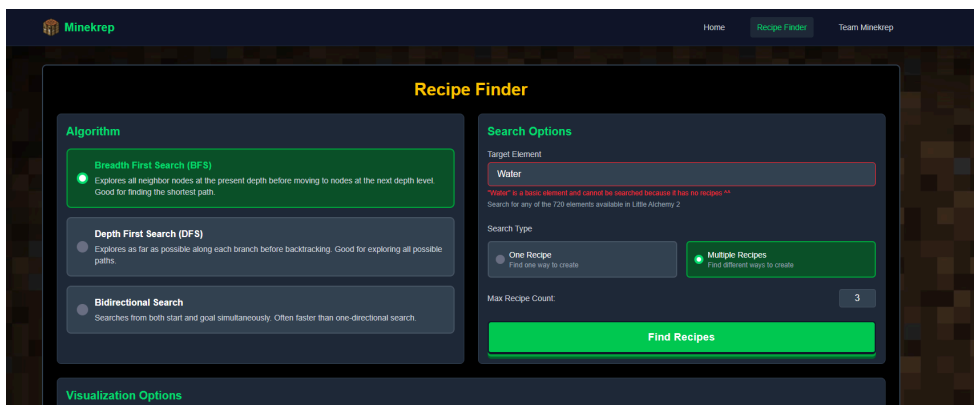 Minekrep
Home
Recipe Finder
Team Minekrep
Recipe Finder
Algorithm
Breadth First Search (BFS)
Explores all neighbor nodes at the present depth before moving to nodes at the next depth level.
Good for finding the shortest path.
Depth First Search (DFS)
Explores as far as possible along each branch before backtracking. Good for exploring all possible
paths.
Bidirectional Search
Searches from both start and goal simultaneously. Often faster than one-directional search.
Search Options
Target Element
Water
"Water" is a basic element and cannot be searched because it has no recipes ^^
Search for any of the 720 elements available in Little Alchemy 2
Search Type
One Recipe
Find one way to create
Multiple Recipes
Find different ways to create
Max Recipe Count:
3
Find Recipes
Visualization Options